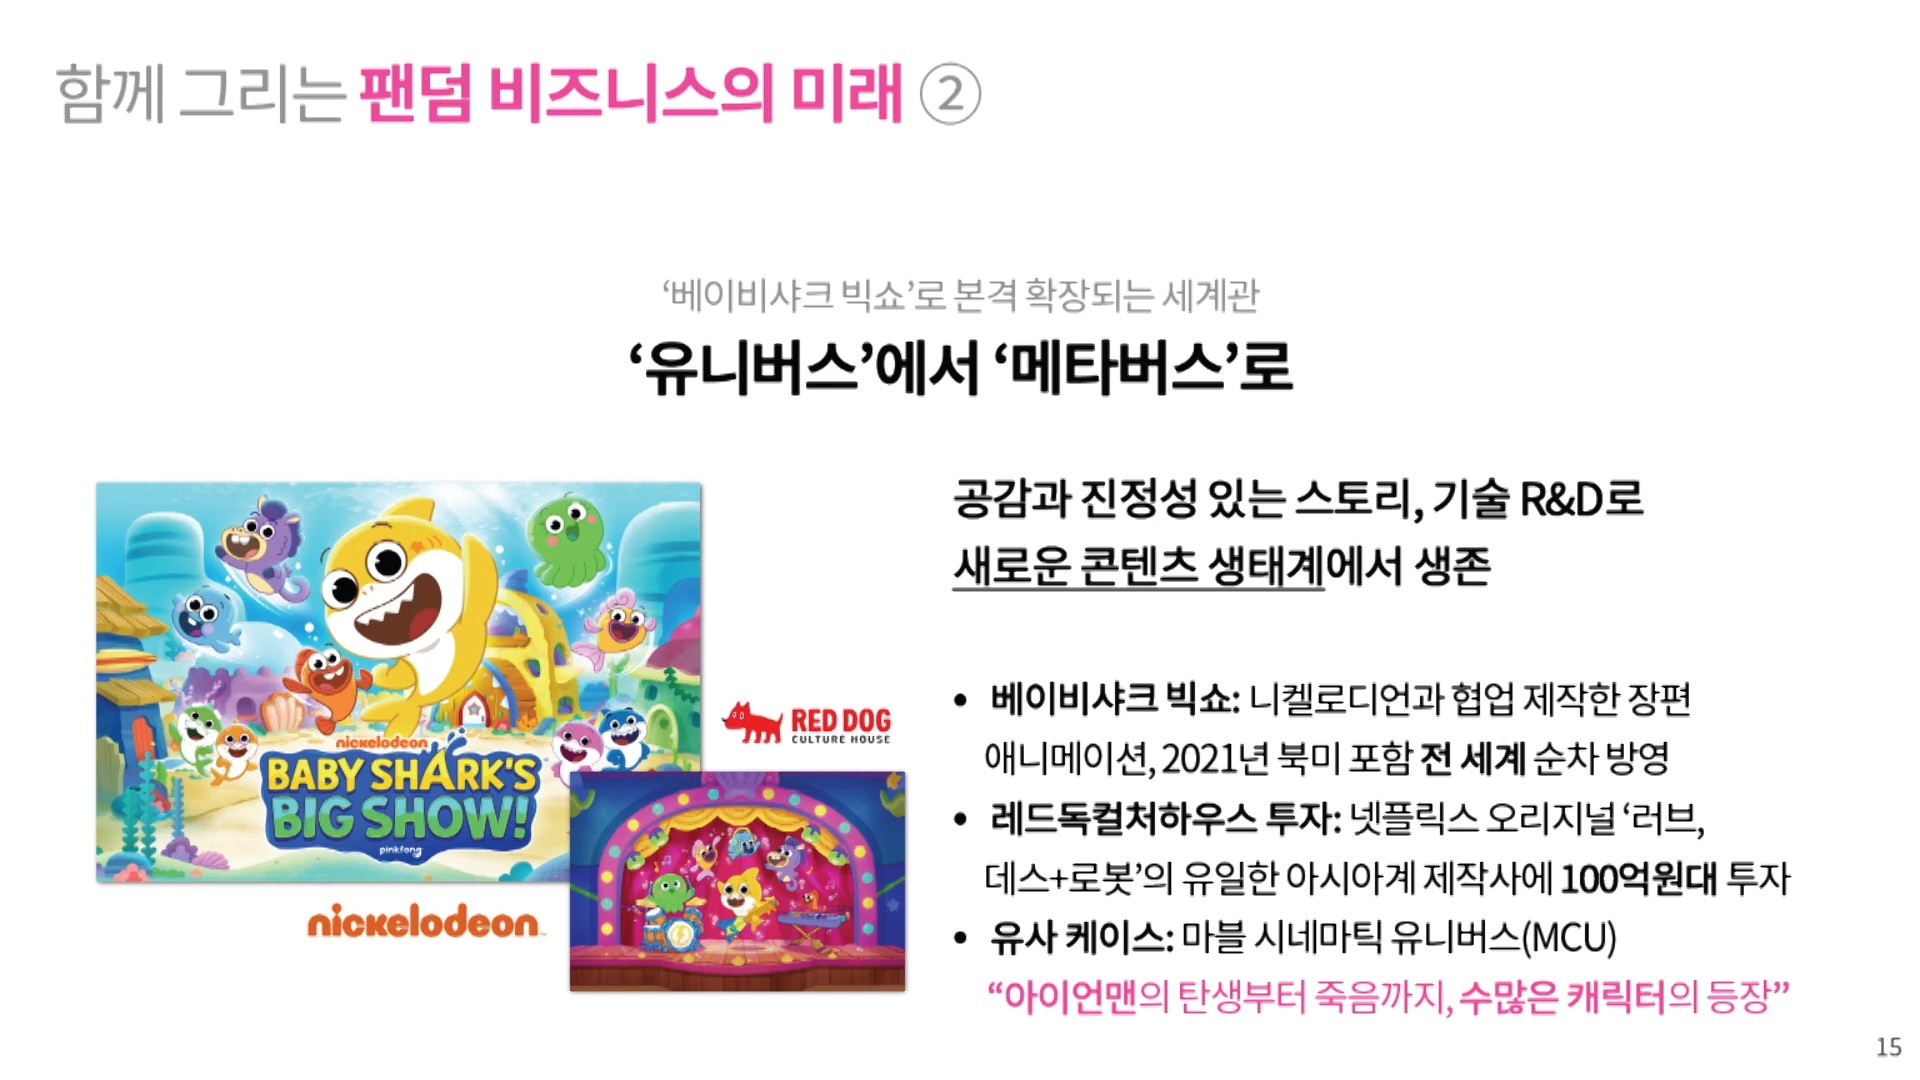 함께 그리는 팬덤 비즈니스의 미래 ②
‘베이비샤크 빅쇼’로 본격 확장되는 세계관
‘유니버스’에서 ‘메타버스’로
nickelodeon
BABY SHARK'S
BIG SHOW!
pinkfong
nickelodeon
RED DOG
CULTURE HOUSE
공감과 진정성 있는 스토리, 기술 R&D로
새로운 콘텐츠 생태계에서 생존
• 베이비샤크 빅쇼: 니켈로디언과 협업 제작한 장편
애니메이션, 2021년 북미 포함 전 세계 순차 방영
• 레드독컬처하우스 투자: 넷플릭스 오리지널 ‘러브,
데스+로봇’의 유일한 아시아계 제작사에 100억원대 투자
• 유사 케이스: 마블 시네마틱 유니버스(MCU)
“아이언맨의 탄생부터 죽음까지, 수많은 캐릭터의 등장”
15